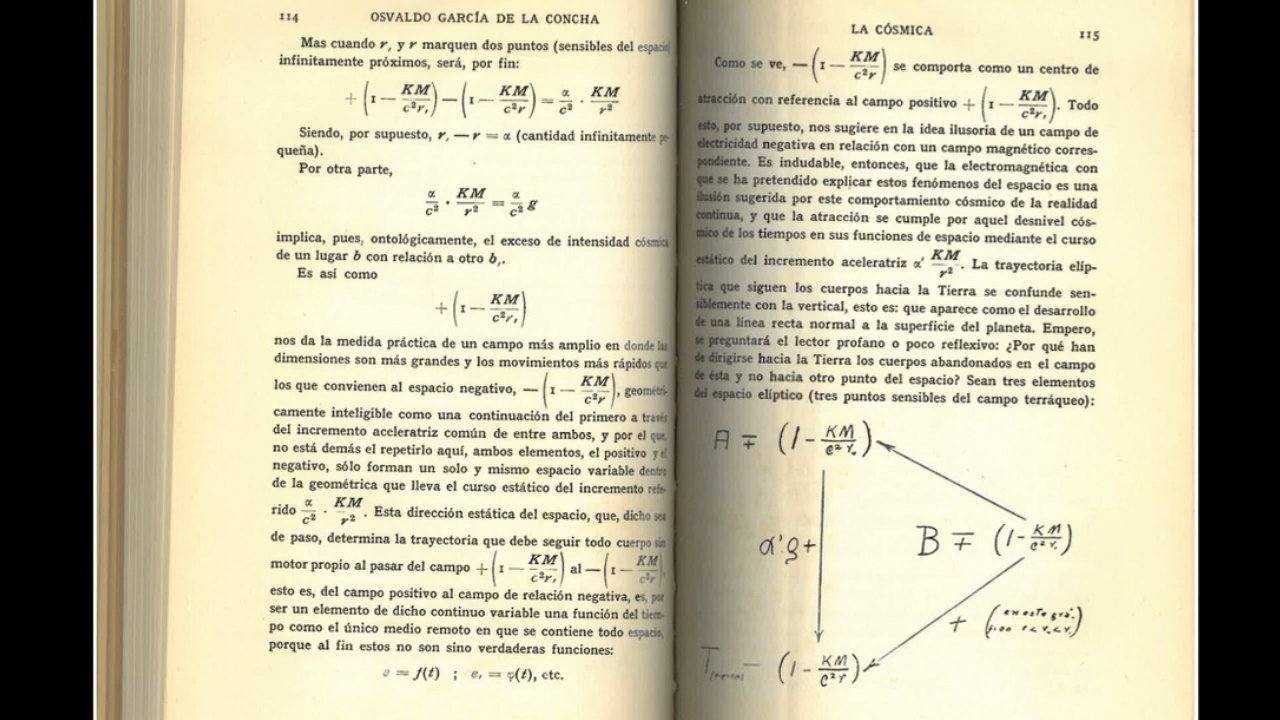 114 OSVALDO GARCÍA DE LA CONCHA
Mas cuando r, y r marquen dos puntos (sensibles del espacio
infinitamente próximos, será, por fin:
+ (1 — KM/c²r,) — (1 — KM/c²r) = α/c² · KM/r²
Siendo, por supuesto, r, — r = α (cantidad infinitamente pe-
queña).
Por otra parte,
α/c² · KM/r² = α/c² g
implica, pues, ontológicamente, el exceso de intensidad cósmica
de un lugar b con relación a otro b,.
Es así como
+ (1 — KM/c²r,)
nos da la medida práctica de un campo más amplio en donde las
dimensiones son más grandes y los movimientos más rápidos que
los que convienen al espacio negativo, — (1 — KM/c²r), geométri-
camente inteligible como una continuación del primero a través
del incremento aceleratriz común de entre ambos, y por el que,
no está demás el repetirlo aquí, ambos elementos, el positivo y el
negativo, sólo forman un solo y mismo espacio variable dentro
de la geométrica que lleva el curso estático del incremento refe-
rido α/c² · KM/r². Esta dirección estática del espacio, que, dicho sea
de paso, determina la trayectoria que debe seguir todo cuerpo sin
motor propio al pasar del campo + (1 — KM/c²r,) al — (1 — KM/c²r),
esto es, del campo positivo al campo de relación negativa, es, por
ser un elemento de dicho continuo variable una función del tiem-
po como el único medio remoto en que se contiene todo espacio,
porque al fin estos no son sino verdaderas funciones:
e = f(t) ; e, = φ(t), etc.
LA CÓSMICA 115
Como se ve, — (1 — KM/c²r) se comporta como un centro de
atracción con referencia al campo positivo + (1 — KM/c²r,). Todo
esto, por supuesto, nos sugiere en la idea ilusoria de un campo de
electricidad negativa en relación con un campo magnético corres-
pondiente. Es indudable, entonces, que la electromagnética con
que se ha pretendido explicar estos fenómenos del espacio es una
ilusión sugerida por este comportamiento cósmico de la realidad
continua, y que la atracción se cumple por aquel desnivel cós-
mico de los tiempos en sus funciones de espacio mediante el curso
estático del incremento aceleratriz α' KM/r². La trayectoria elíp-
tica que siguen los cuerpos hacia la Tierra se confunde sen-
siblemente con la vertical, esto es: que aparece como el desarrollo
de una línea recta normal a la superficie del planeta. Empero,
se preguntará el lector profano o poco reflexivo: ¿Por qué han
de dirigirse hacia la Tierra los cuerpos abandonados en el campo
de ésta y no hacia otro punto del espacio? Sean tres elementos
del espacio elíptico (tres puntos sensibles del campo terráqueo):
A ∓ (1 - KM/c²r,)
α' g +
B ∓ (1 - KM/c²r,)
+
— (1 - KM/c²r)